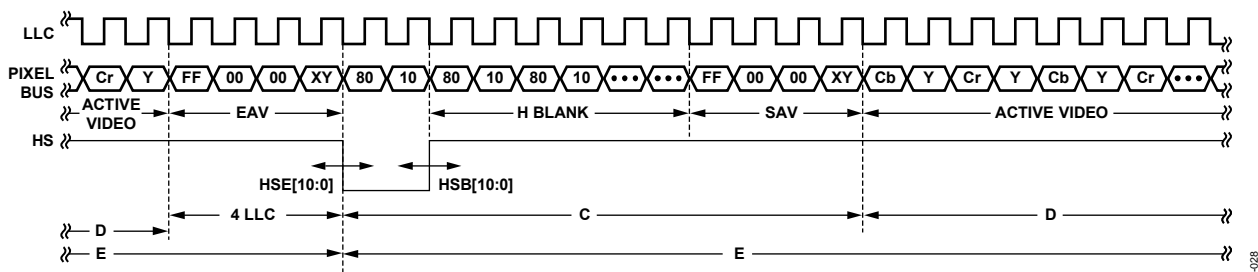 LLC
PIXEL BUS Cr Y FF 00 00 XY 80 10 80 10 80 10 ••• ••• FF 00 00 XY Cb Y Cr Y Cb Y Cr •••
ACTIVE VIDEO EAV H BLANK SAV ACTIVE VIDEO
HS
HSE[10:0] HSB[10:0]
4 LLC C D
D
E E
028